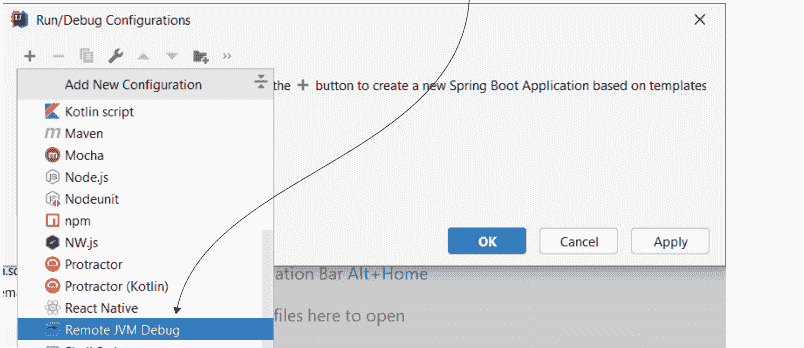 Run/Debug Configurations
Add New Configuration
the + button to create a new Spring Boot Application based on templates
Kotlin script
Maven
Mocha
Node.js
Nodeunit
npm
NW.js
Protractor
Protractor (Kotlin)
React Native
Remote JVM Debug
OK Cancel Apply
ation Bar Alt+Home
files here to open